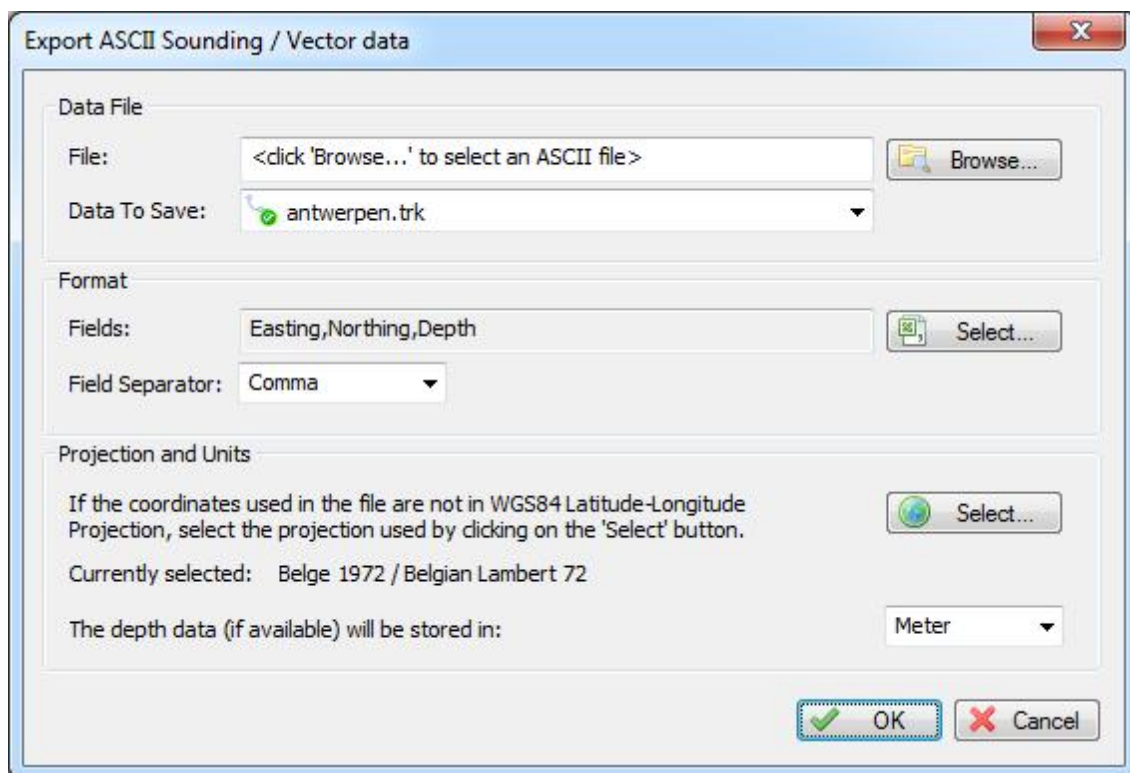 Export ASCII Sounding / Vector data
Data File
File: <click 'Browse...' to select an ASCII file> Browse...
Data To Save: antwerpen.trk
Format
Fields: Easting,Northing,Depth Select...
Field Separator: Comma
Projection and Units
If the coordinates used in the file are not in WGS84 Latitude-Longitude
Projection, select the projection used by clicking on the 'Select' button.
Select...
Currently selected: Belge 1972 / Belgian Lambert 72
The depth data (if available) will be stored in: Meter
OK Cancel